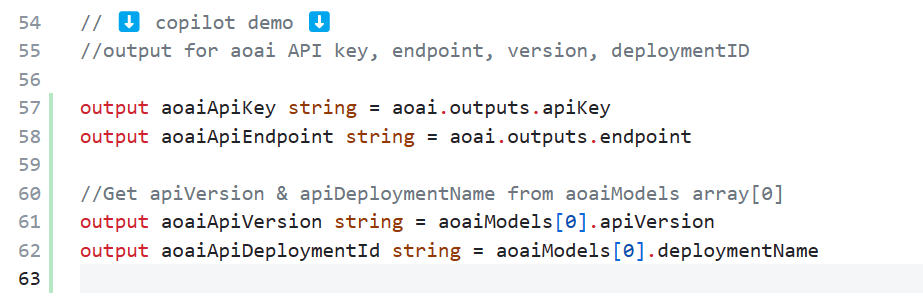 54 // ⬇️ copilot demo ⬇️
55 //output for aoai API key, endpoint, version, deploymentID
56
57 output aoaiApiKey string = aoai.outputs.apiKey
58 output aoaiApiEndpoint string = aoai.outputs.endpoint
59
60 //Get apiVersion & apiDeploymentName from aoaiModels array[0]
61 output aoaiApiVersion string = aoaiModels[0].apiVersion
62 output aoaiApiDeploymentId string = aoaiModels[0].deploymentName
63